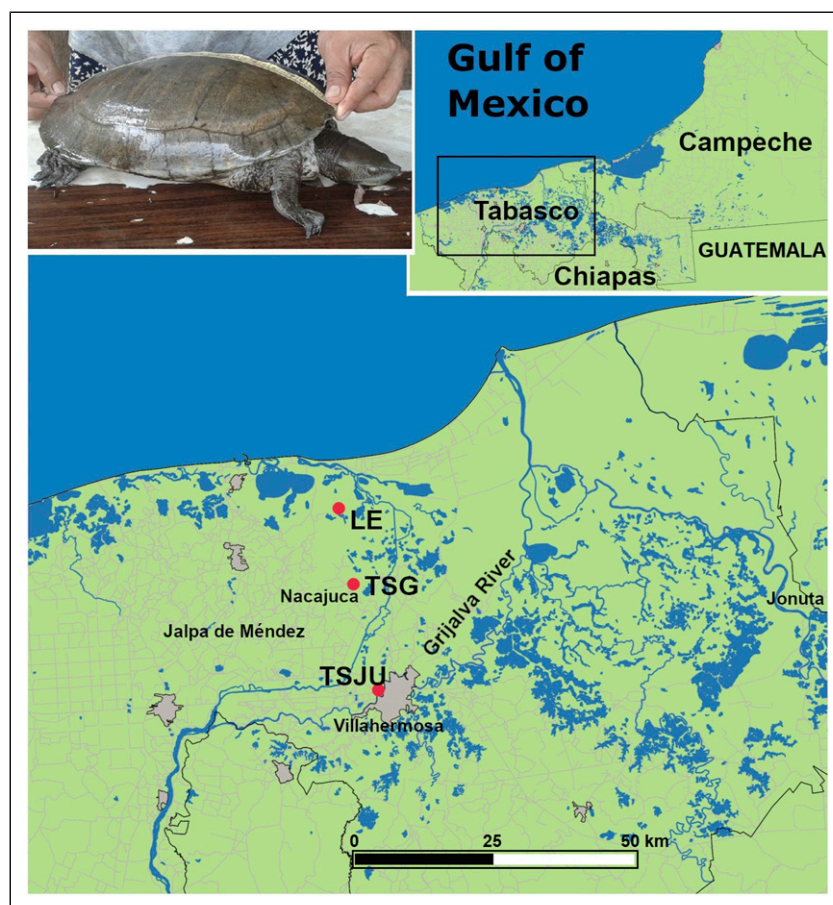 Gulf of
Mexico
Campeche
Tabasco
GUATEMALA
Chiapas
LE
TSG
Nacajuca
Jalpa de Méndez
Grijalva River
Jonuta
TSJU
Villahermosa
0 25 50 km